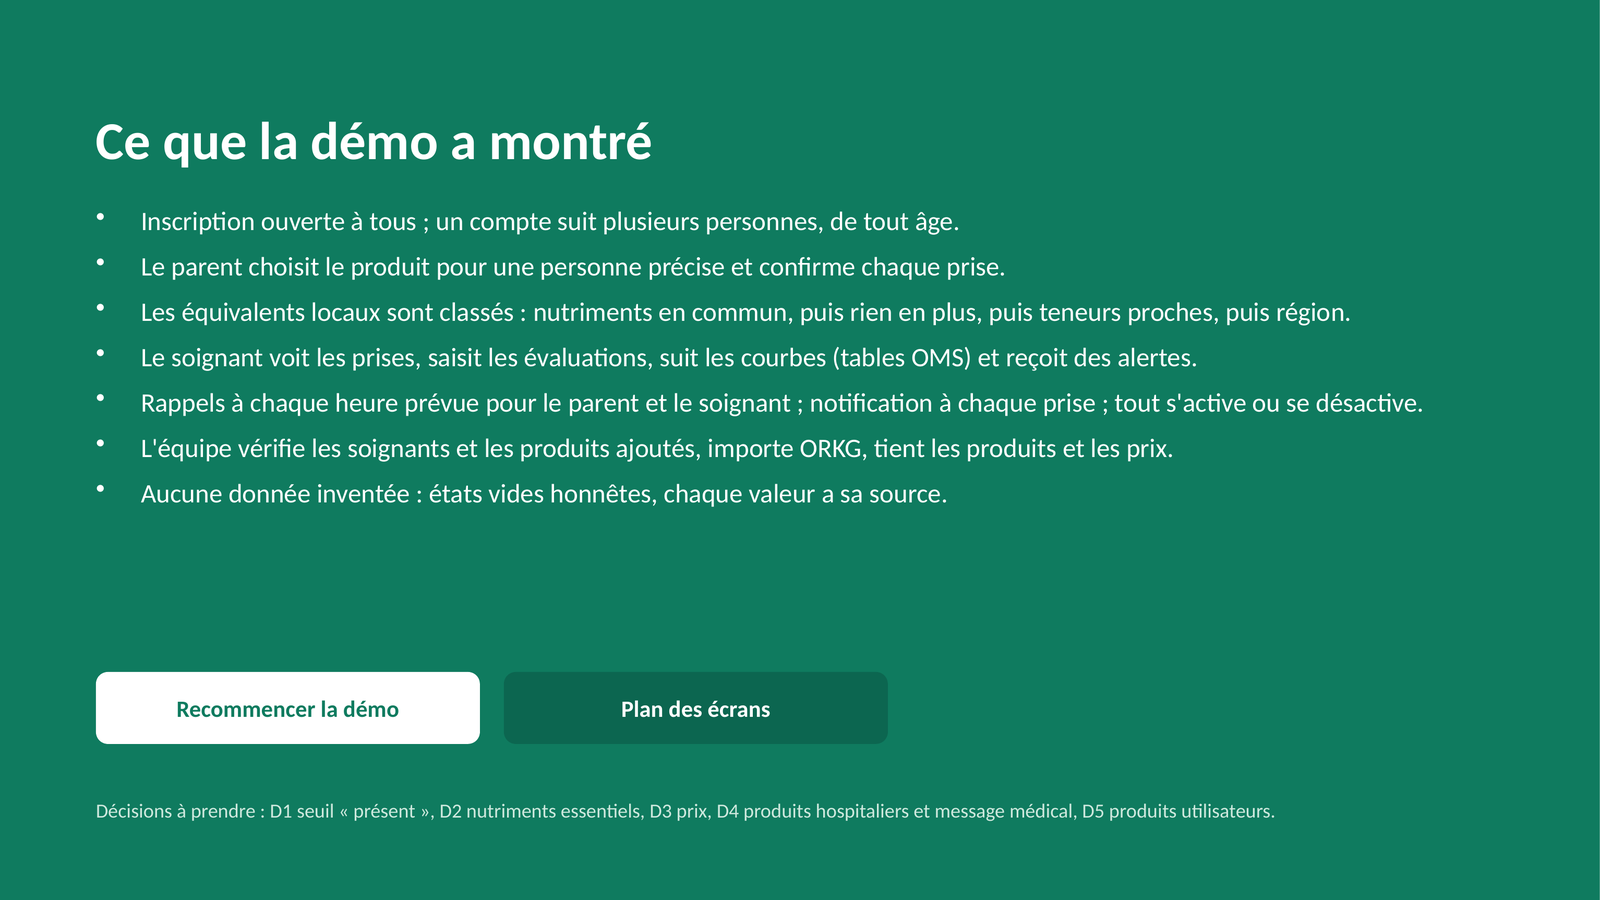 Ce que la démo a montré
• Inscription ouverte à tous ; un compte suit plusieurs personnes, de tout âge.
• Le parent choisit le produit pour une personne précise et confirme chaque prise.
• Les équivalents locaux sont classés : nutriments en commun, puis rien en plus, puis teneurs proches, puis région.
• Le soignant voit les prises, saisit les évaluations, suit les courbes (tables OMS) et reçoit des alertes.
• Rappels à chaque heure prévue pour le parent et le soignant ; notification à chaque prise ; tout s'active ou se désactive.
• L'équipe vérifie les soignants et les produits ajoutés, importe ORKG, tient les produits et les prix.
• Aucune donnée inventée : états vides honnêtes, chaque valeur a sa source.
Recommencer la démo
Plan des écrans
Décisions à prendre : D1 seuil « présent », D2 nutriments essentiels, D3 prix, D4 produits hospitaliers et message médical, D5 produits utilisateurs.